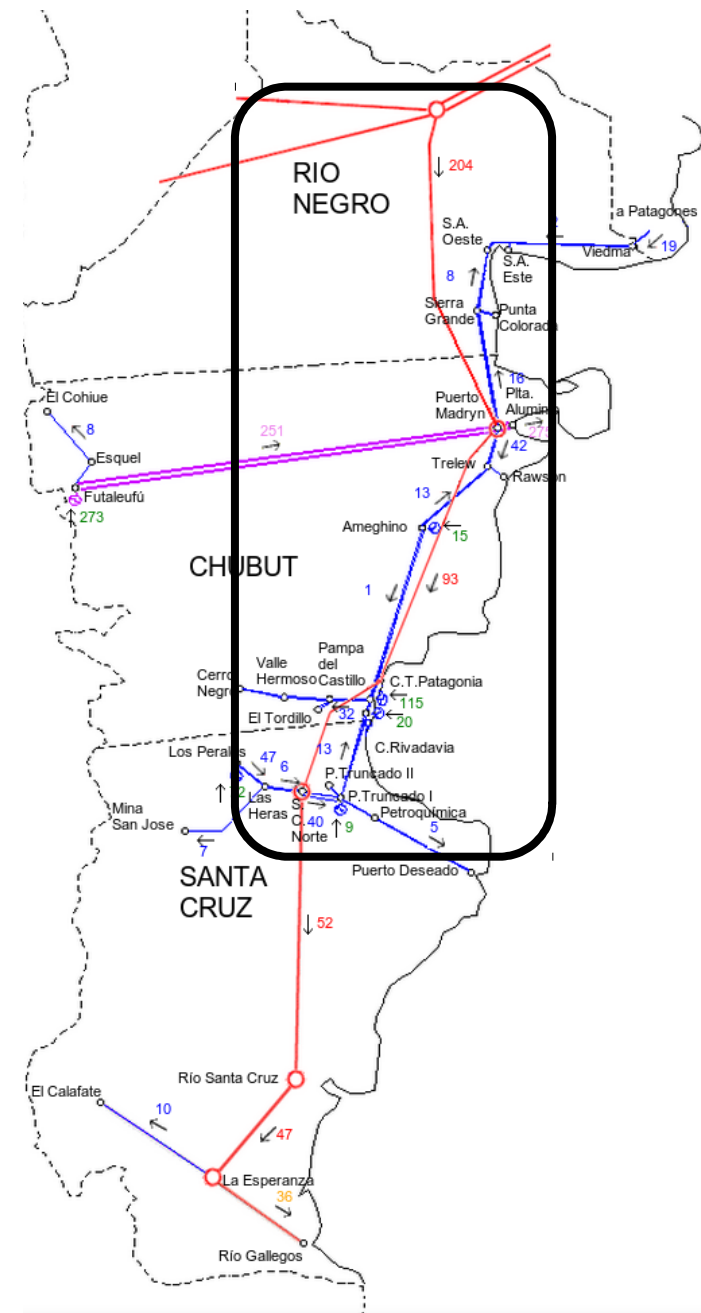 RIO
NEGRO
204
a Patagones
S.A.
Oeste
Viedma
19
S.A.
Este
8
Sierra
Grande
Punta
Colorada
16
El Cohiue
Puerto
Madryn
Plta.
Alumin
8
251
275
42
Esquel
Trelew
Rawson
Futaleufú
13
273
Ameghino
15
CHUBUT
93
1
Pampa
del
Castillo
Valle
Hermoso
Cerro
Negro
C.T.Patagonia
115
El Tordillo
32
20
C.Rivadavia
Los Perales
47
13
6
P.Truncado II
72
Las
Heras
S.
C.
Norte
P.Truncado I
Mina
San Jose
Petroquímica
40
9
5
7
Puerto Deseado
SANTA
CRUZ
52
Río Santa Cruz
El Calafate
10
47
La Esperanza
36
Río Gallegos